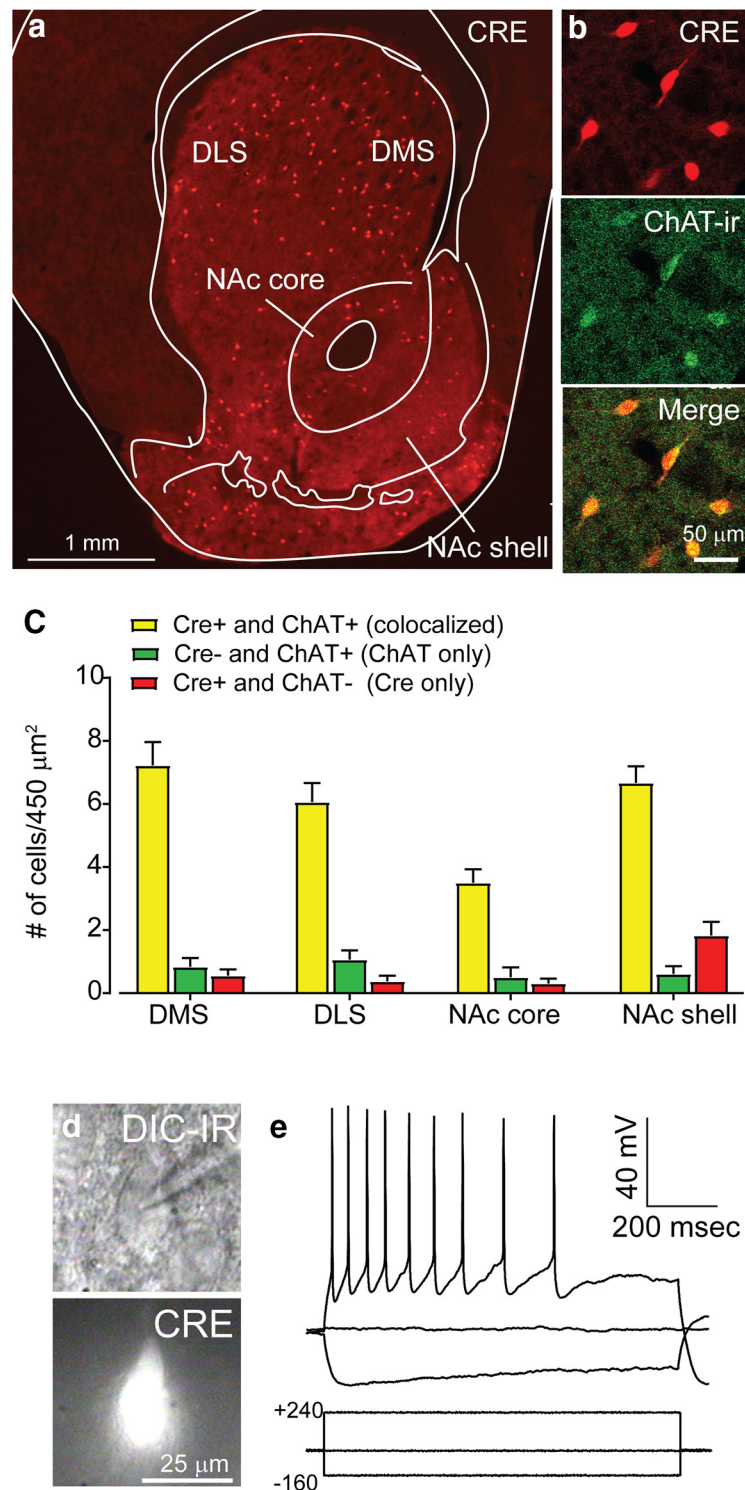 a
CRE
DLS
DMS
NAc core
NAc shell
1 mm
b
CRE
ChAT-ir
Merge
50 μm
C
Cre+ and ChAT+ (colocalized)
Cre- and ChAT+ (ChAT only)
Cre+ and ChAT- (Cre only)
# of cells/450 μm²
10
8
6
4
2
0
DMS
DLS
NAc core
NAc shell
d
DIC-IR
CRE
25 μm
e
40 mV
200 msec
+240
-160